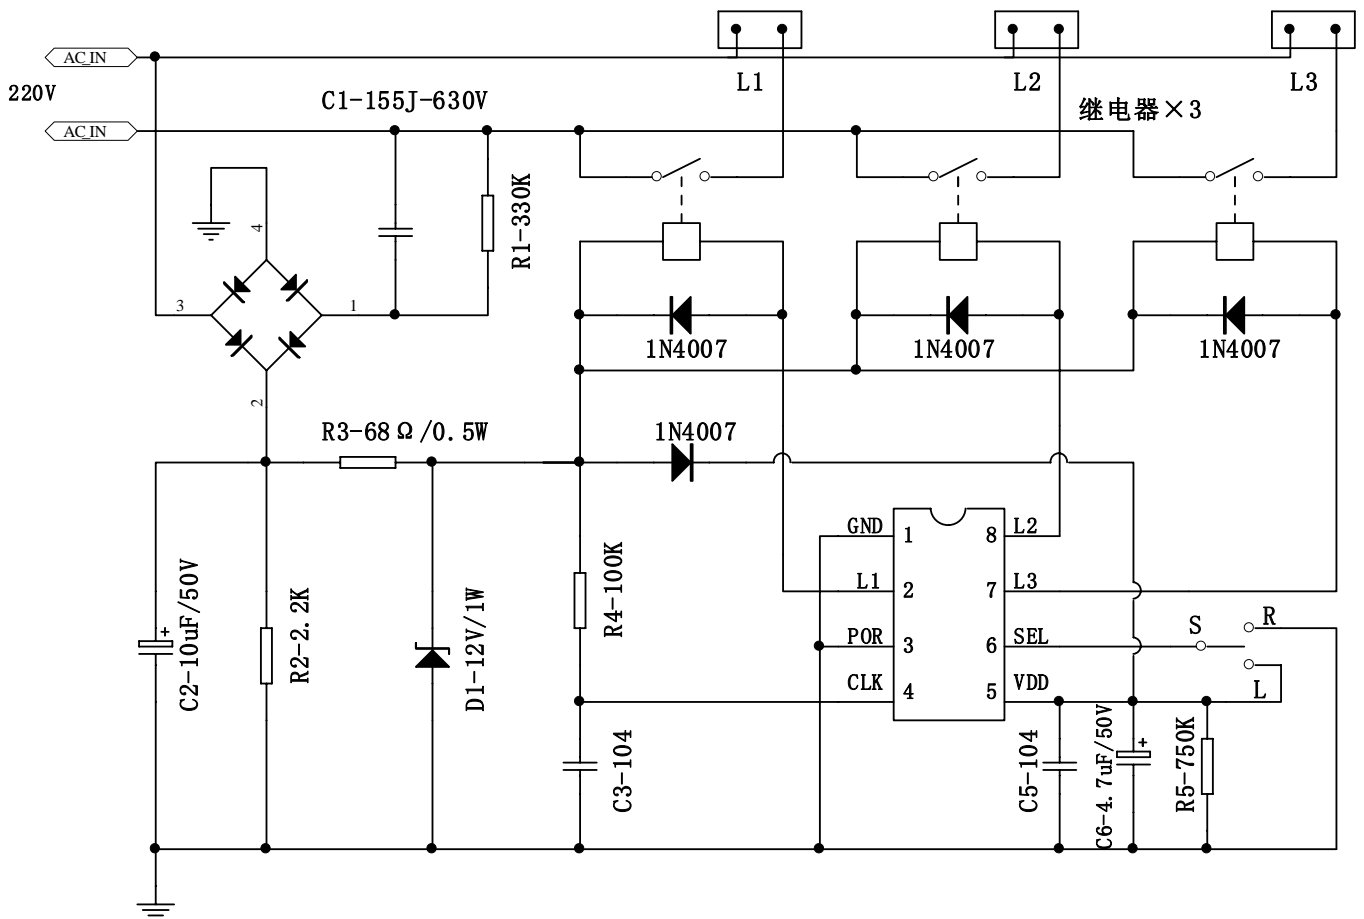 AC_IN
L1
L2
L3
220V
C1-155J-630V
继电器×3
AC_IN
R1-330K
4
3
1
2
1N4007
1N4007
1N4007
R3-68Ω/0.5W
1N4007
GND
1
8
L2
L1
2
7
L3
POR
3
6
SEL
CLK
4
5
VDD
S
R
L
R4-100K
C2-10uF/50V
+
R2-2.2K
D1-12V/1W
C3-104
C5-104
C6-4.7uF/50V
+
R5-750K